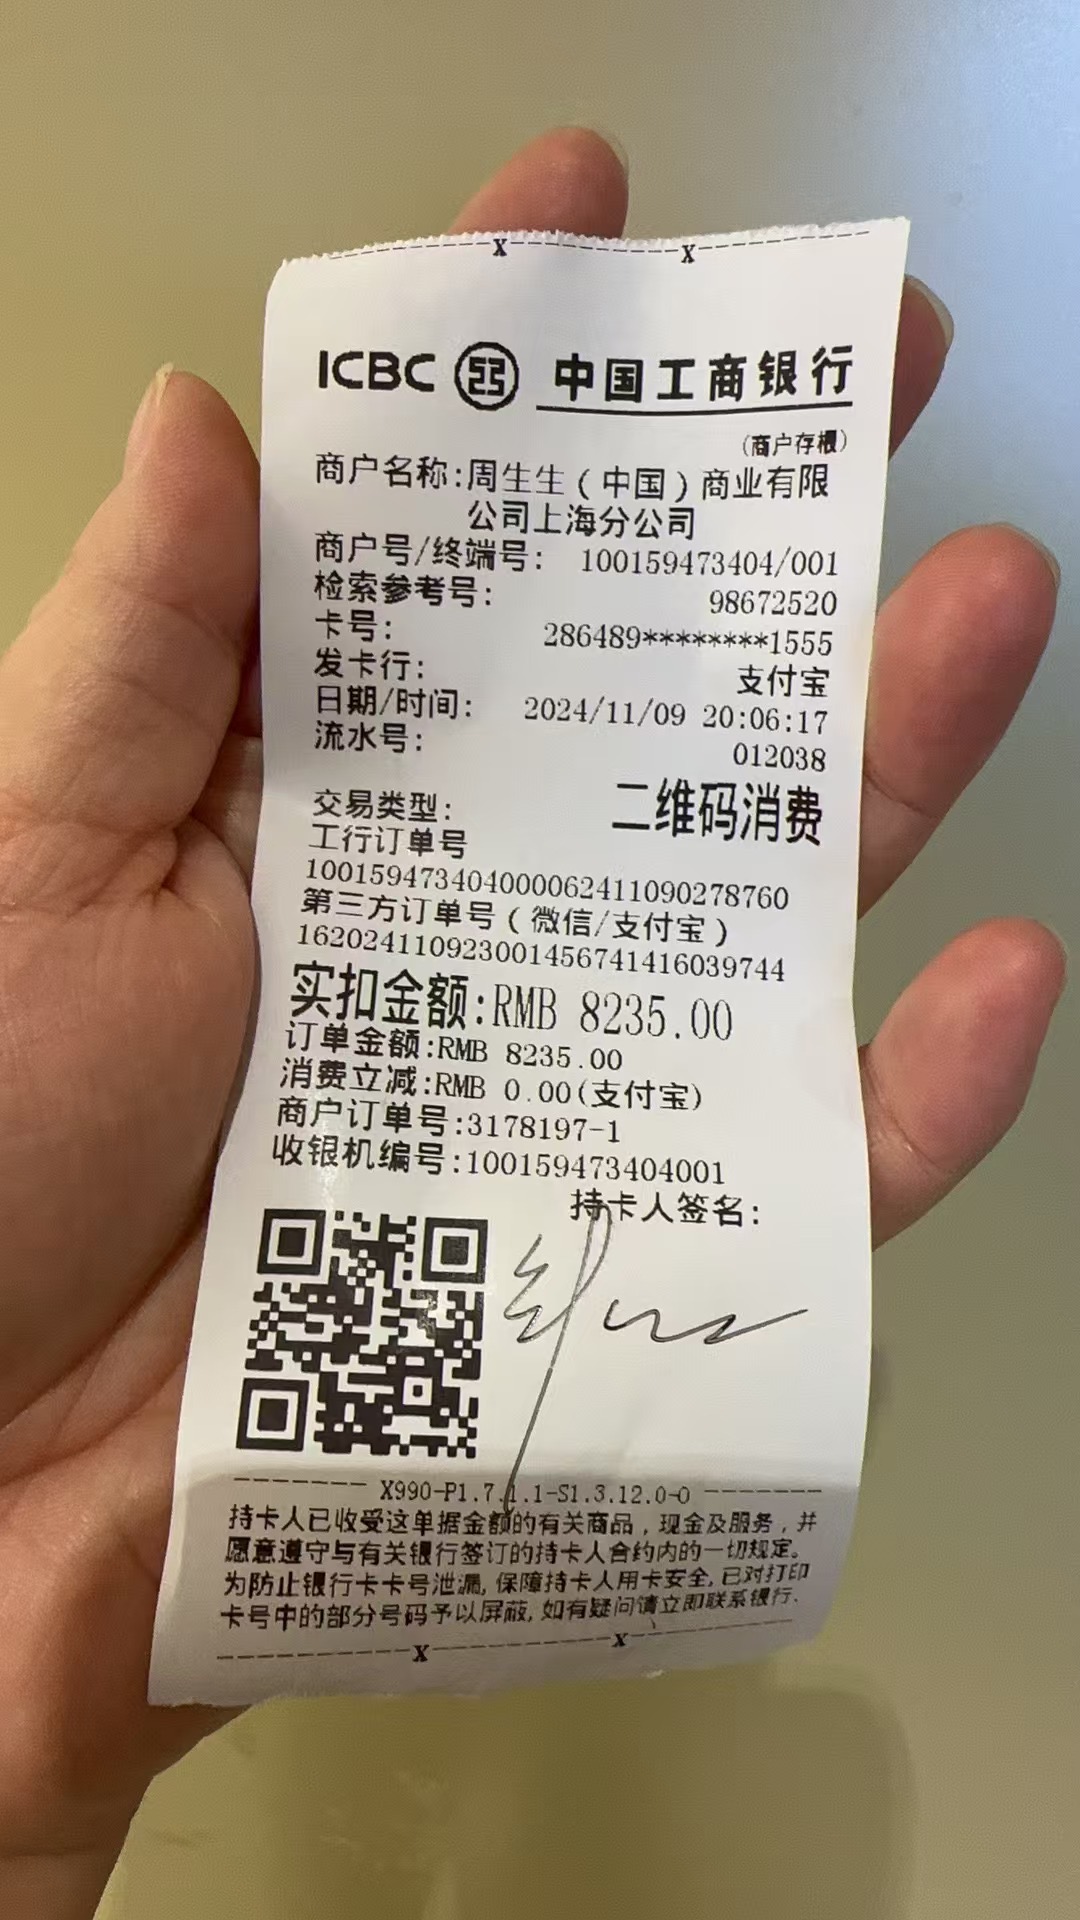 ICBC 中国工商银行
(商户存根)
商户名称:周生生(中国)商业有限
公司上海分公司
商户号/终端号: 100159473404/001
检索参考号: 98672520
卡号: 286489********1555
发卡行: 支付宝
日期/时间: 2024/11/09 20:06:17
流水号: 012038
交易类型: 二维码消费
工行订单号
100159473404000062411090278760
第三方订单号(微信/支付宝)
1620241109230014567414160​39744
实扣金额:RMB 8235.00
订单金额:RMB 8235.00
消费立减:RMB 0.00(支付宝)
商户订单号:3178197-1
收银机编号:100159473404001
持卡人签名:
X990-P1.7.1.1-S1.3.12.0-0
持卡人已收受这单据金额的有关商品,现金及服务,并
愿意遵守与有关银行签订的持卡人合约内的一切规定。
为防止银行卡卡号泄漏,保障持卡人用卡安全,已对打印
卡号中的部分号码予以屏蔽,如有疑问请立即联系银行.